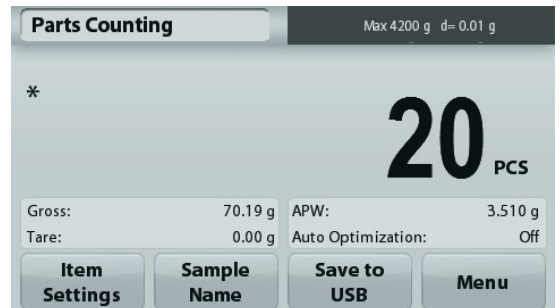 Parts Counting
Max 4200 g d= 0.01 g
*
20 PCS
Gross: 70.19 g APW: 3.510 g
Tare: 0.00 g Auto Optimization: Off
Item Settings
Sample Name
Save to USB
Menu